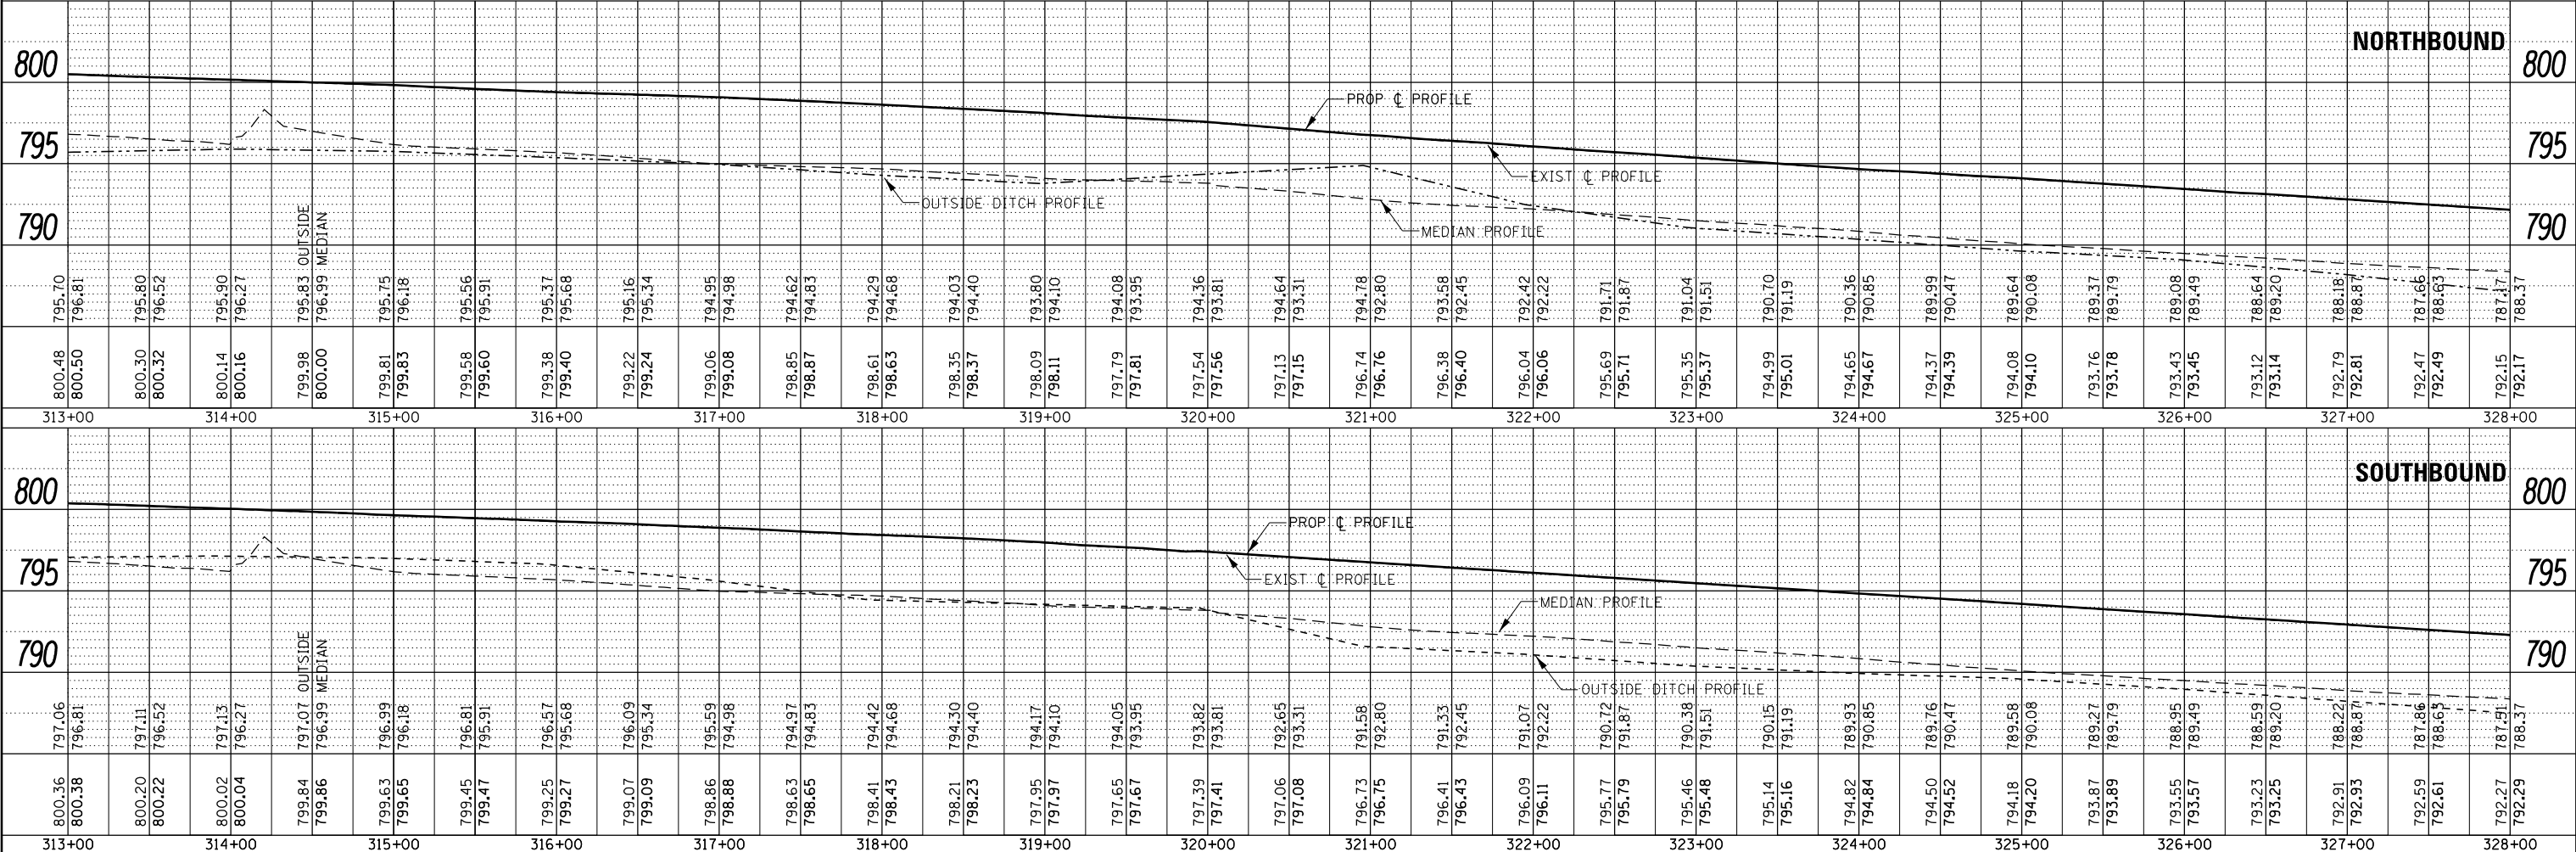 NORTHBOUND
800 800
PROP ℄ PROFILE
795 795
EXIST ℄ PROFILE
OUTSIDE DITCH PROFILE
MEDIAN PROFILE
790 790
OUTSIDE
MEDIAN
795.70 795.80 795.90 795.83 795.75 795.56 795.37 795.16 794.95 794.62 794.29 794.03 793.80 794.08 794.36 794.64 794.78 793.58 792.42 791.71 791.04 790.70 790.36 789.99 789.64 789.37 789.08 788.64 788.18 787.66 787.17
796.81 796.52 796.27 796.99 796.18 795.91 795.68 795.34 794.98 794.83 794.68 794.40 794.10 793.95 793.81 793.31 792.80 792.45 792.22 791.87 791.51 791.19 790.85 790.47 790.08 789.79 789.49 789.20 788.87 788.63 788.37
800.48 800.30 800.14 799.98 799.81 799.58 799.38 799.22 799.06 798.85 798.61 798.35 798.09 797.79 797.54 797.13 796.74 796.38 796.04 795.69 795.35 794.99 794.65 794.37 794.08 793.76 793.43 793.12 792.79 792.47 792.15
800.50 800.32 800.16 800.00 799.83 799.60 799.40 799.24 799.08 798.87 798.63 798.37 798.11 797.81 797.56 797.15 796.76 796.40 796.06 795.71 795.37 795.01 794.67 794.39 794.10 793.78 793.45 793.14 792.81 792.49 792.17
313+00 314+00 315+00 316+00 317+00 318+00 319+00 320+00 321+00 322+00 323+00 324+00 325+00 326+00 327+00 328+00
SOUTHBOUND
800 800
PROP ℄ PROFILE
795 795
EXIST ℄ PROFILE
MEDIAN PROFILE
790 790
OUTSIDE DITCH PROFILE
OUTSIDE
MEDIAN
797.06 797.11 797.13 797.07 796.99 796.81 796.57 796.09 795.59 794.97 794.42 794.30 794.17 794.05 793.82 792.65 791.58 791.33 791.07 790.72 790.38 790.15 789.93 789.76 789.58 789.27 788.95 788.59 788.22 787.86 787.51
796.81 796.52 796.27 796.99 796.18 795.91 795.68 795.34 794.98 794.83 794.68 794.40 794.10 793.95 793.81 793.31 792.80 792.45 792.22 791.87 791.51 791.19 790.85 790.47 790.08 789.79 789.49 789.20 788.87 788.63 788.37
800.36 800.20 800.02 799.84 799.63 799.45 799.25 799.07 798.86 798.63 798.41 798.21 797.95 797.65 797.39 797.06 796.73 796.41 796.09 795.77 795.46 795.14 794.82 794.50 794.18 793.87 793.55 793.23 792.91 792.59 792.27
800.38 800.22 800.04 799.86 799.65 799.47 799.27 799.09 798.88 798.65 798.43 798.23 797.97 797.67 797.41 797.08 796.75 796.43 796.11 795.79 795.48 795.16 794.84 794.52 794.20 793.89 793.57 793.25 792.93 792.61 792.29
313+00 314+00 315+00 316+00 317+00 318+00 319+00 320+00 321+00 322+00 323+00 324+00 325+00 326+00 327+00 328+00